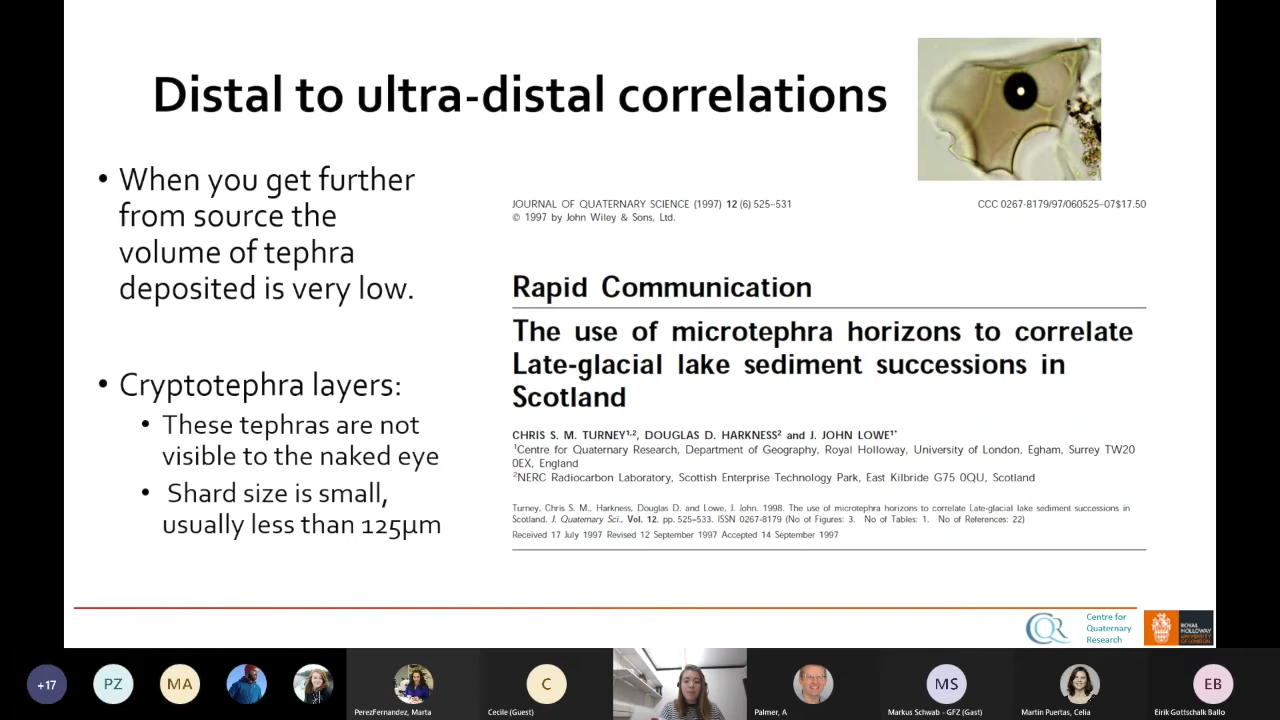 Distal to ultra-distal correlations
• When you get further
from source the
volume of tephra
deposited is very low.
• Cryptotephra layers:
• These tephras are not
visible to the naked eye
• Shard size is small,
usually less than 125µm
JOURNAL OF QUATERNARY SCIENCE (1997) 12 (6) 525–531
CCC 0267-8179/97/060525–07$17.50
© 1997 by John Wiley & Sons, Ltd.
Rapid Communication
The use of microtephra horizons to correlate
Late-glacial lake sediment successions in
Scotland
CHRIS S. M. TURNEY1,2, DOUGLAS D. HARKNESS2 and J. JOHN LOWE1*
1Centre for Quaternary Research, Department of Geography, Royal Holloway, University of London, Egham, Surrey TW20
0EX, England
2NERC Radiocarbon Laboratory, Scottish Enterprise Technology Park, East Kilbride G75 0QU, Scotland
Turney, Chris S. M., Harkness, Douglas D. and Lowe, J. John. 1998. The use of microtephra horizons to correlate Late-glacial lake sediment successions in
Scotland. J. Quaternary Sci., Vol. 12, pp. 525–533. ISSN 0267-8179 (No of Figures: 3. No of Tables: 1. No of References: 22)
Received 17 July 1997 Revised 12 September 1997 Accepted 14 September 1997
CQR
Centre for
Quaternary
Research
ROYAL
HOLLOWAY
UNIVERSITY
OF LONDON
+17
PZ
MA
C
MS
EB
PerezFernandez, Marta
Cecile (Guest)
Palmer, A
Markus Schwab - GFZ (Gast)
Martin Puertas, Celia
Eirik Gottschalk Ballo